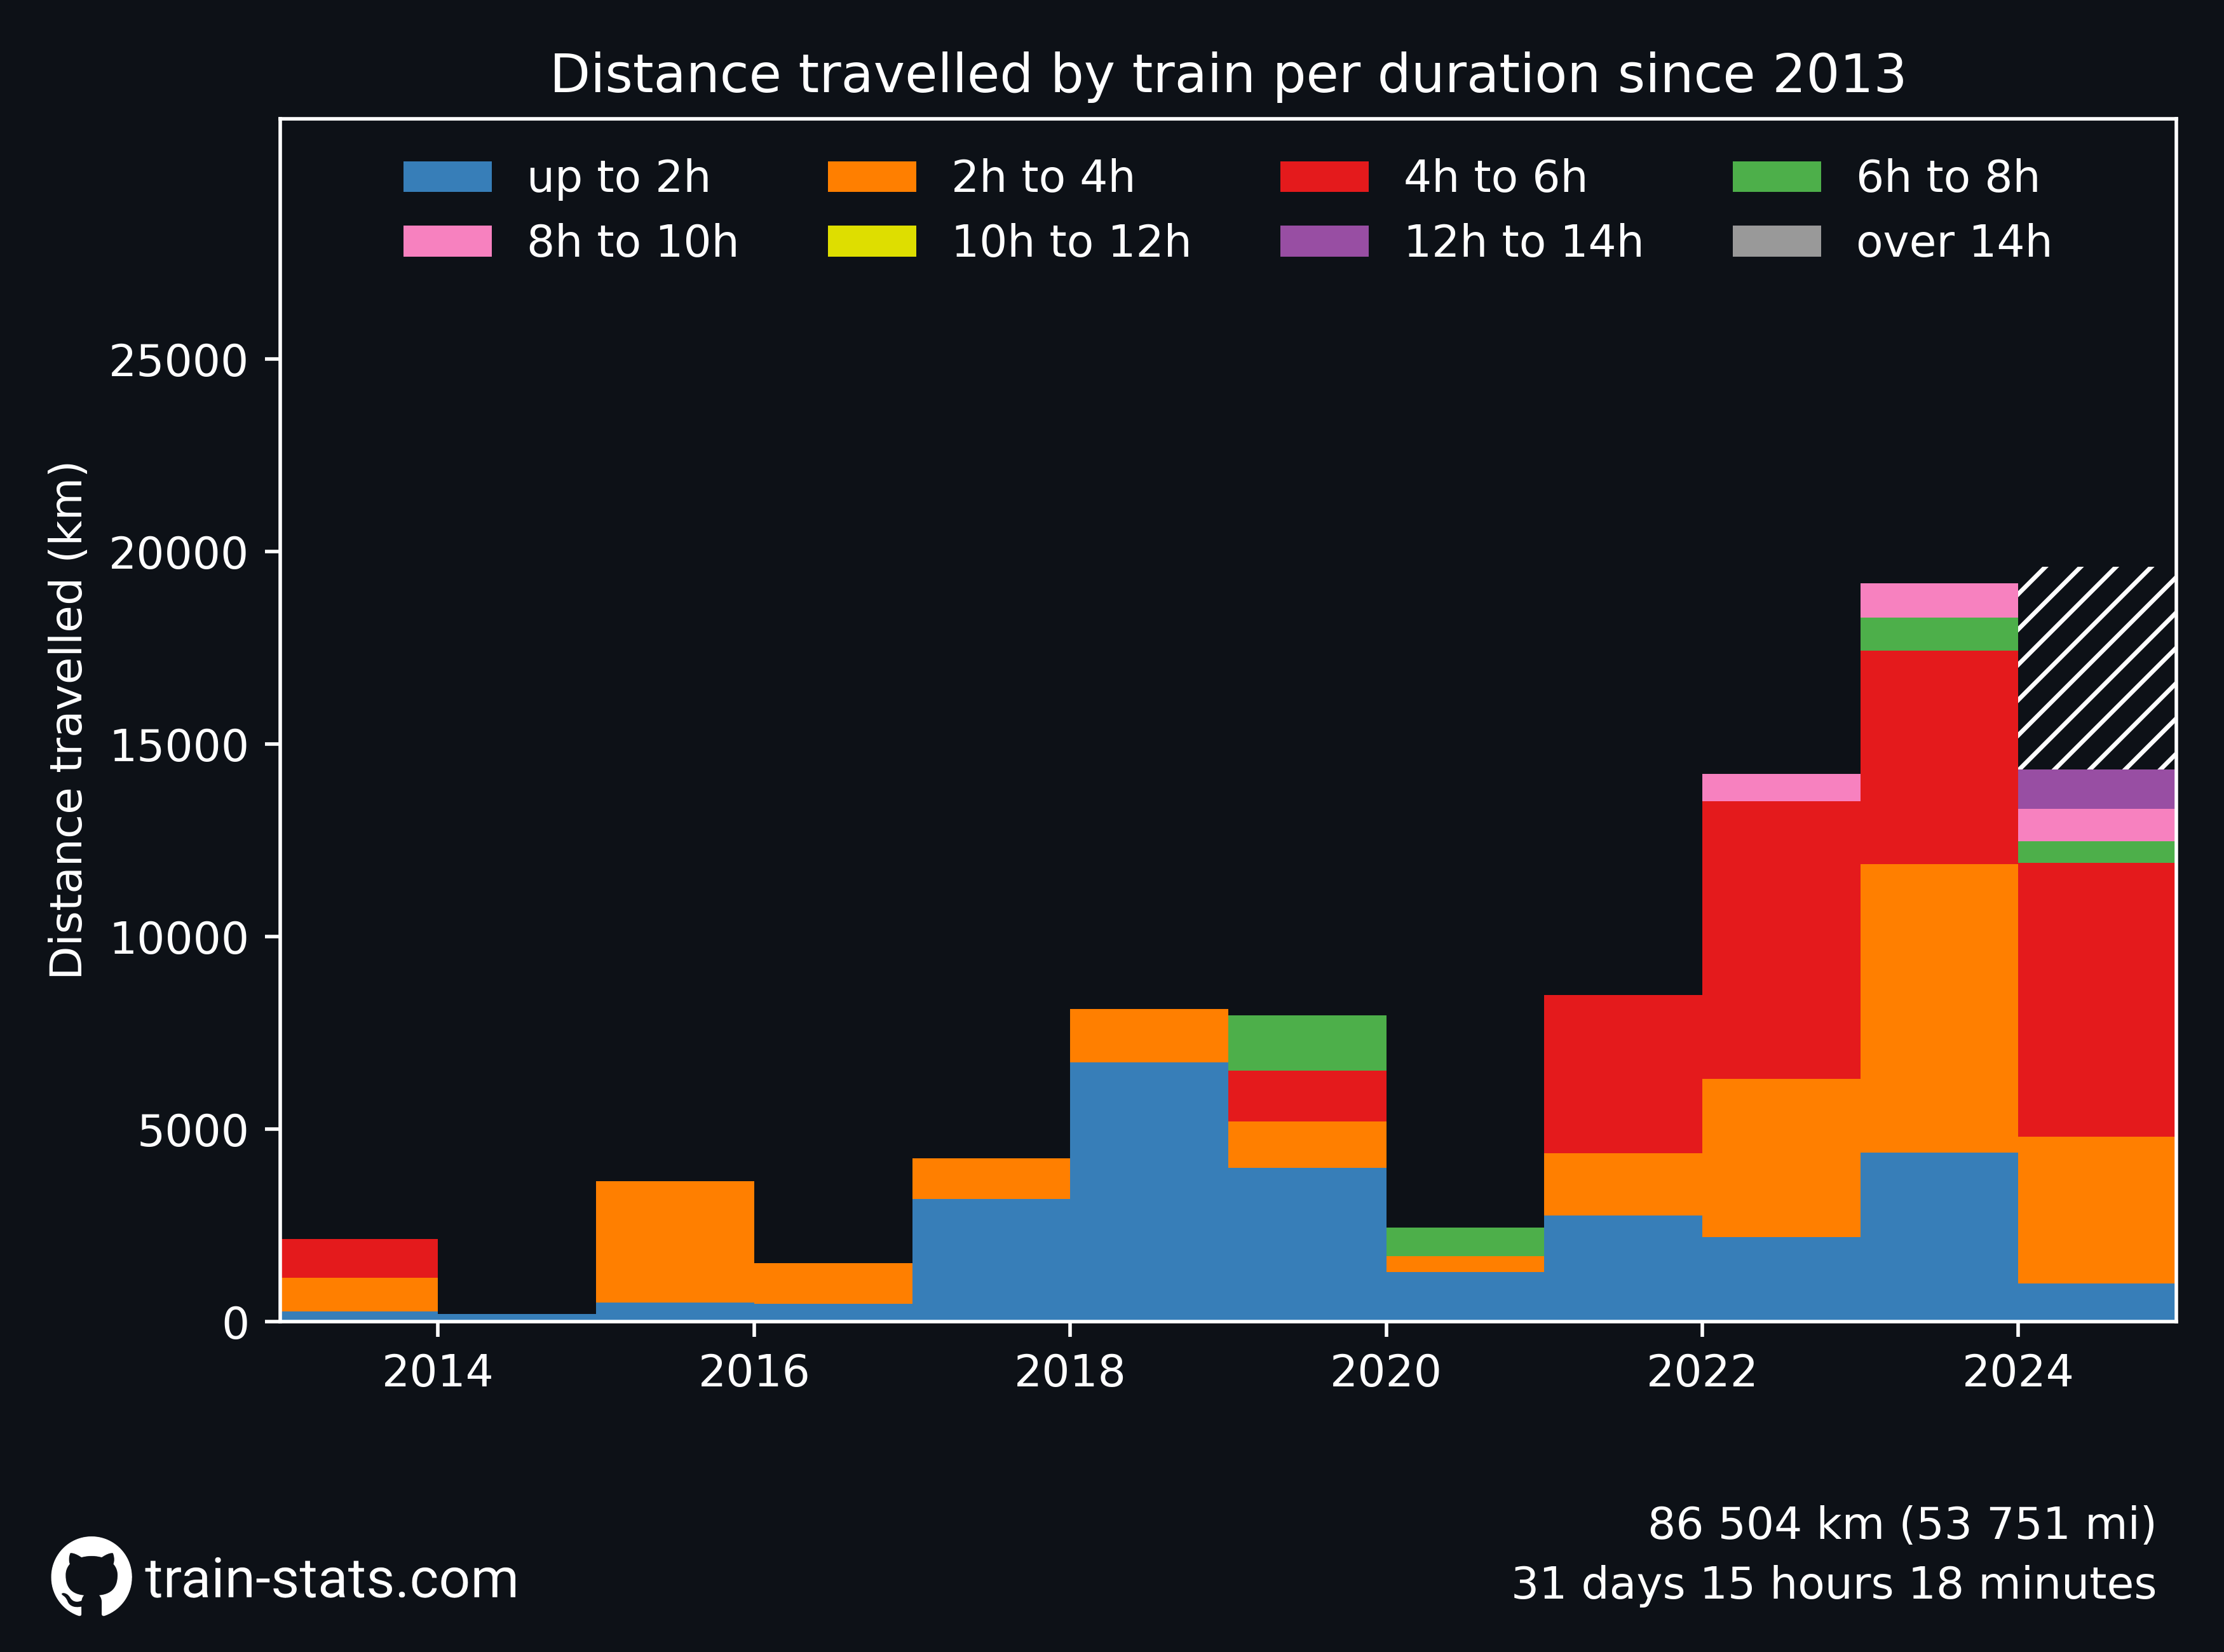 Distance travelled by train per duration since 2013
up to 2h 2h to 4h 4h to 6h 6h to 8h
8h to 10h 10h to 12h 12h to 14h over 14h
Distance travelled (km)
25000
20000
15000
10000
5000
0
2014 2016 2018 2020 2022 2024
86 504 km (53 751 mi)
train-stats.com
31 days 15 hours 18 minutes